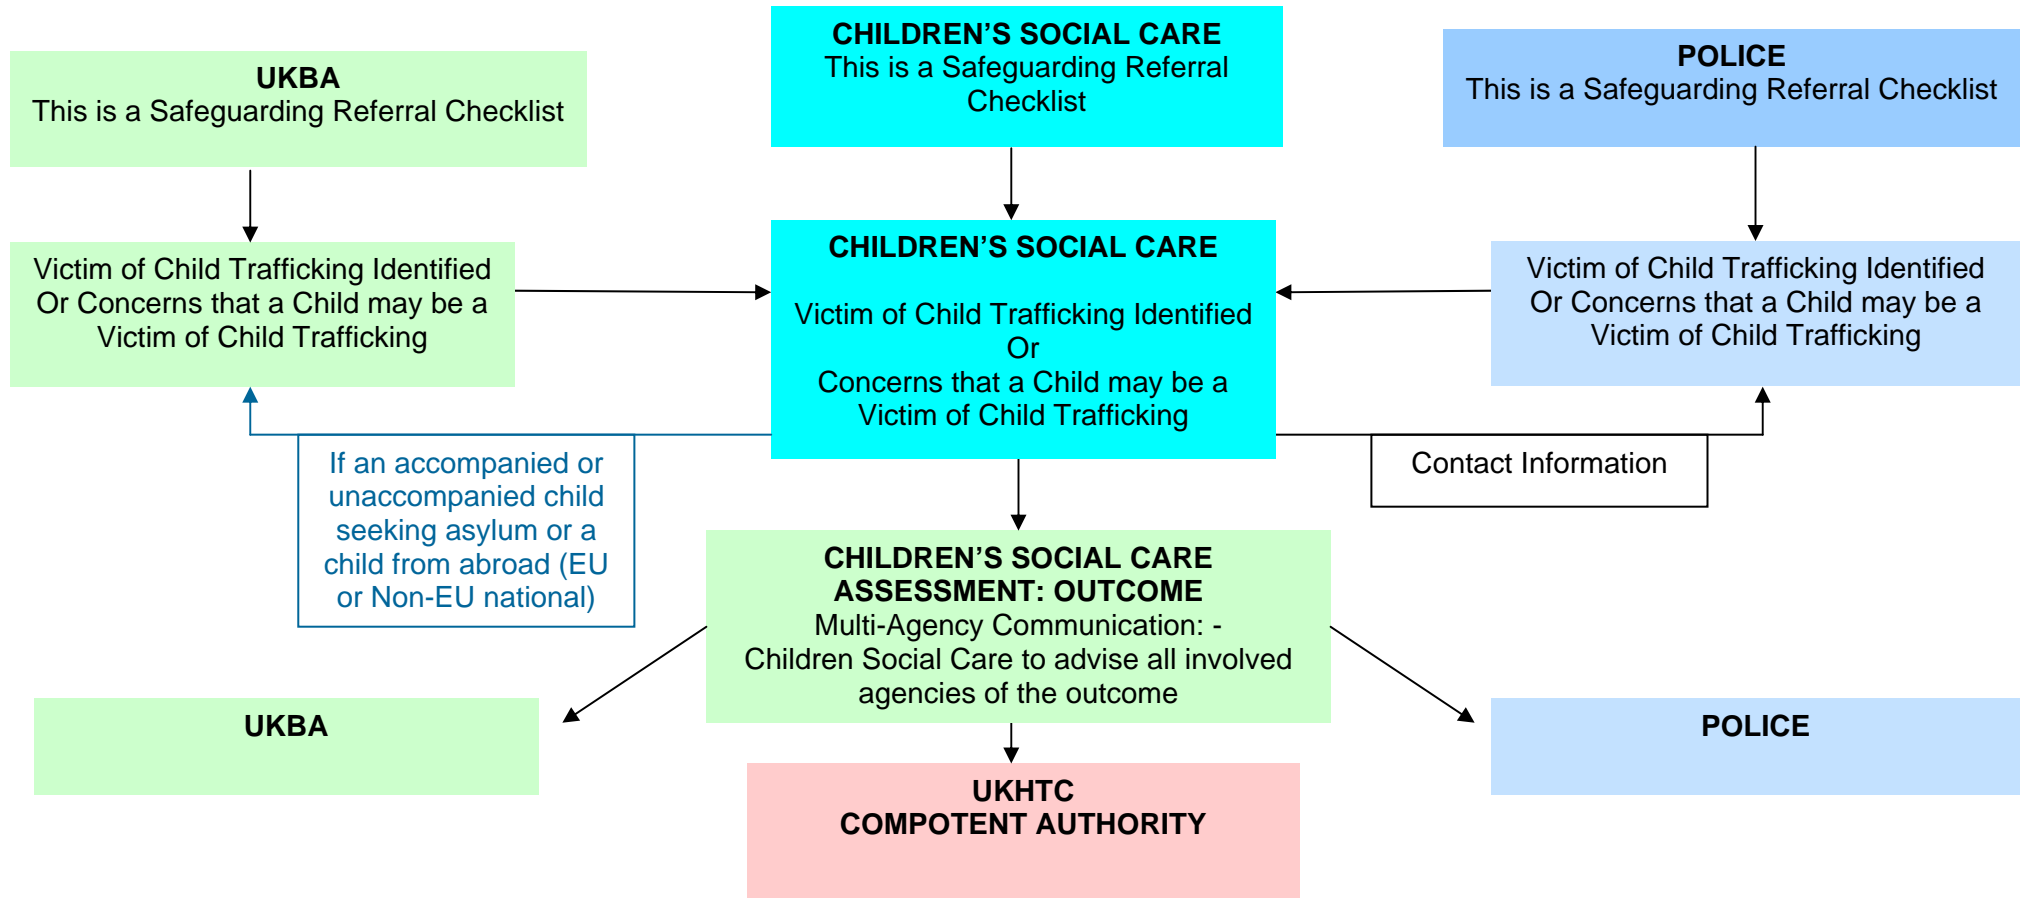 UKBA
This is a Safeguarding Referral Checklist
CHILDREN'S SOCIAL CARE
This is a Safeguarding Referral
Checklist
POLICE
This is a Safeguarding Referral Checklist
Victim of Child Trafficking Identified
Or Concerns that a Child may be a
Victim of Child Trafficking
CHILDREN'S SOCIAL CARE
Victim of Child Trafficking Identified
Or
Concerns that a Child may be a
Victim of Child Trafficking
Victim of Child Trafficking Identified
Or Concerns that a Child may be a
Victim of Child Trafficking
If an accompanied or
unaccompanied child
seeking asylum or a
child from abroad (EU
or Non-EU national)
Contact Information
CHILDREN'S SOCIAL CARE
ASSESSMENT: OUTCOME
Multi-Agency Communication: -
Children Social Care to advise all involved
agencies of the outcome
UKBA
POLICE
UKHTC
COMPOTENT AUTHORITY